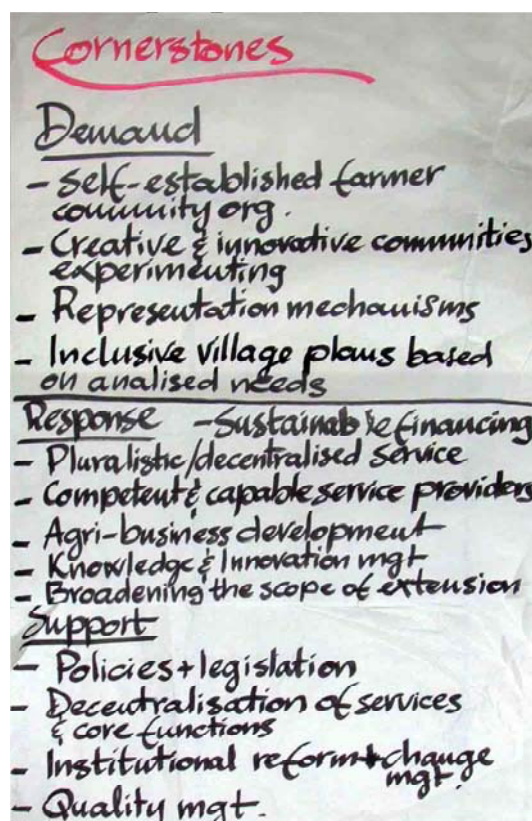 Cornerstones
Demand
- Self-established farmer
community org.
- Creative & innovative communities
experimenting
- Representation mechanisms
- Inclusive village plans based
on analised needs
Response - Sustainable financing
- Pluralistic/decentralised service
- Competent & capable service providers
- Agri-business development
- Knowledge & Innovation mgt
- Broadening the scope of extension
Support
- Policies + legislation
- Decentralisation of services
& core functions
- Institutional reform + change
mgt.
- Quality mgt.